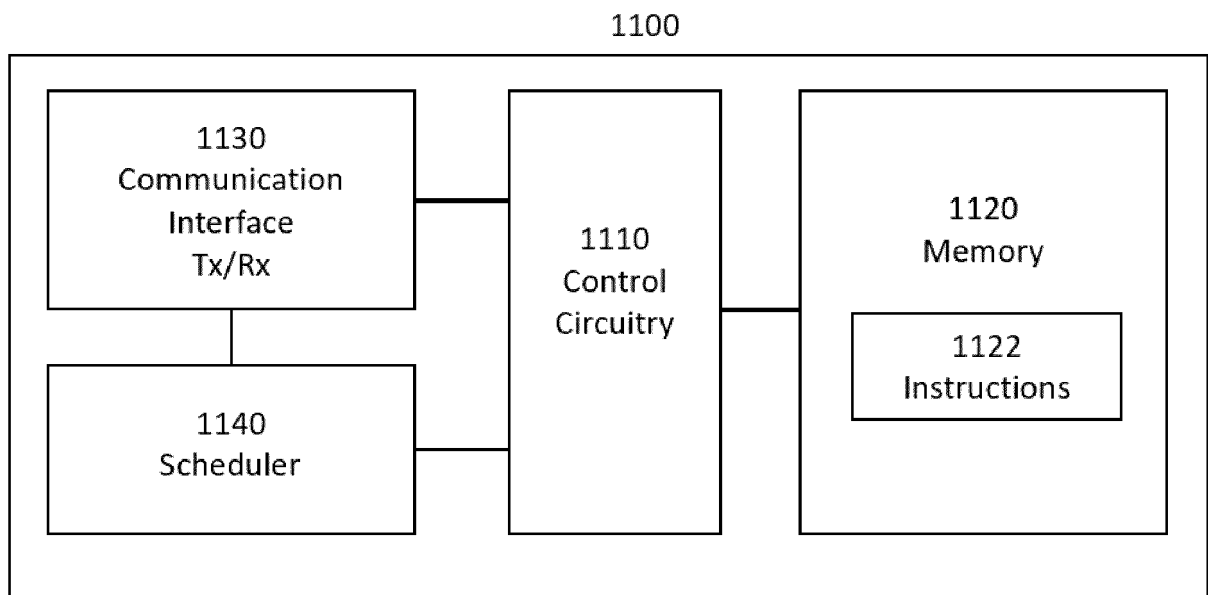 1100
1130
Communication
Interface
Tx/Rx
1140
Scheduler
1110
Control
Circuitry
1120
Memory
1122
Instructions